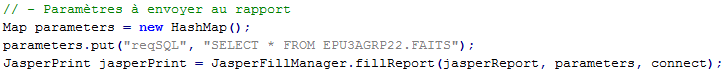 // - Paramètres à envoyer au rapport
Map parameters = new HashMap();
parameters.put("reqSQL", "SELECT * FROM EPU3AGRP22.FAITS");
JasperPrint jasperPrint = JasperFillManager.fillReport(jasperReport, parameters, connect);